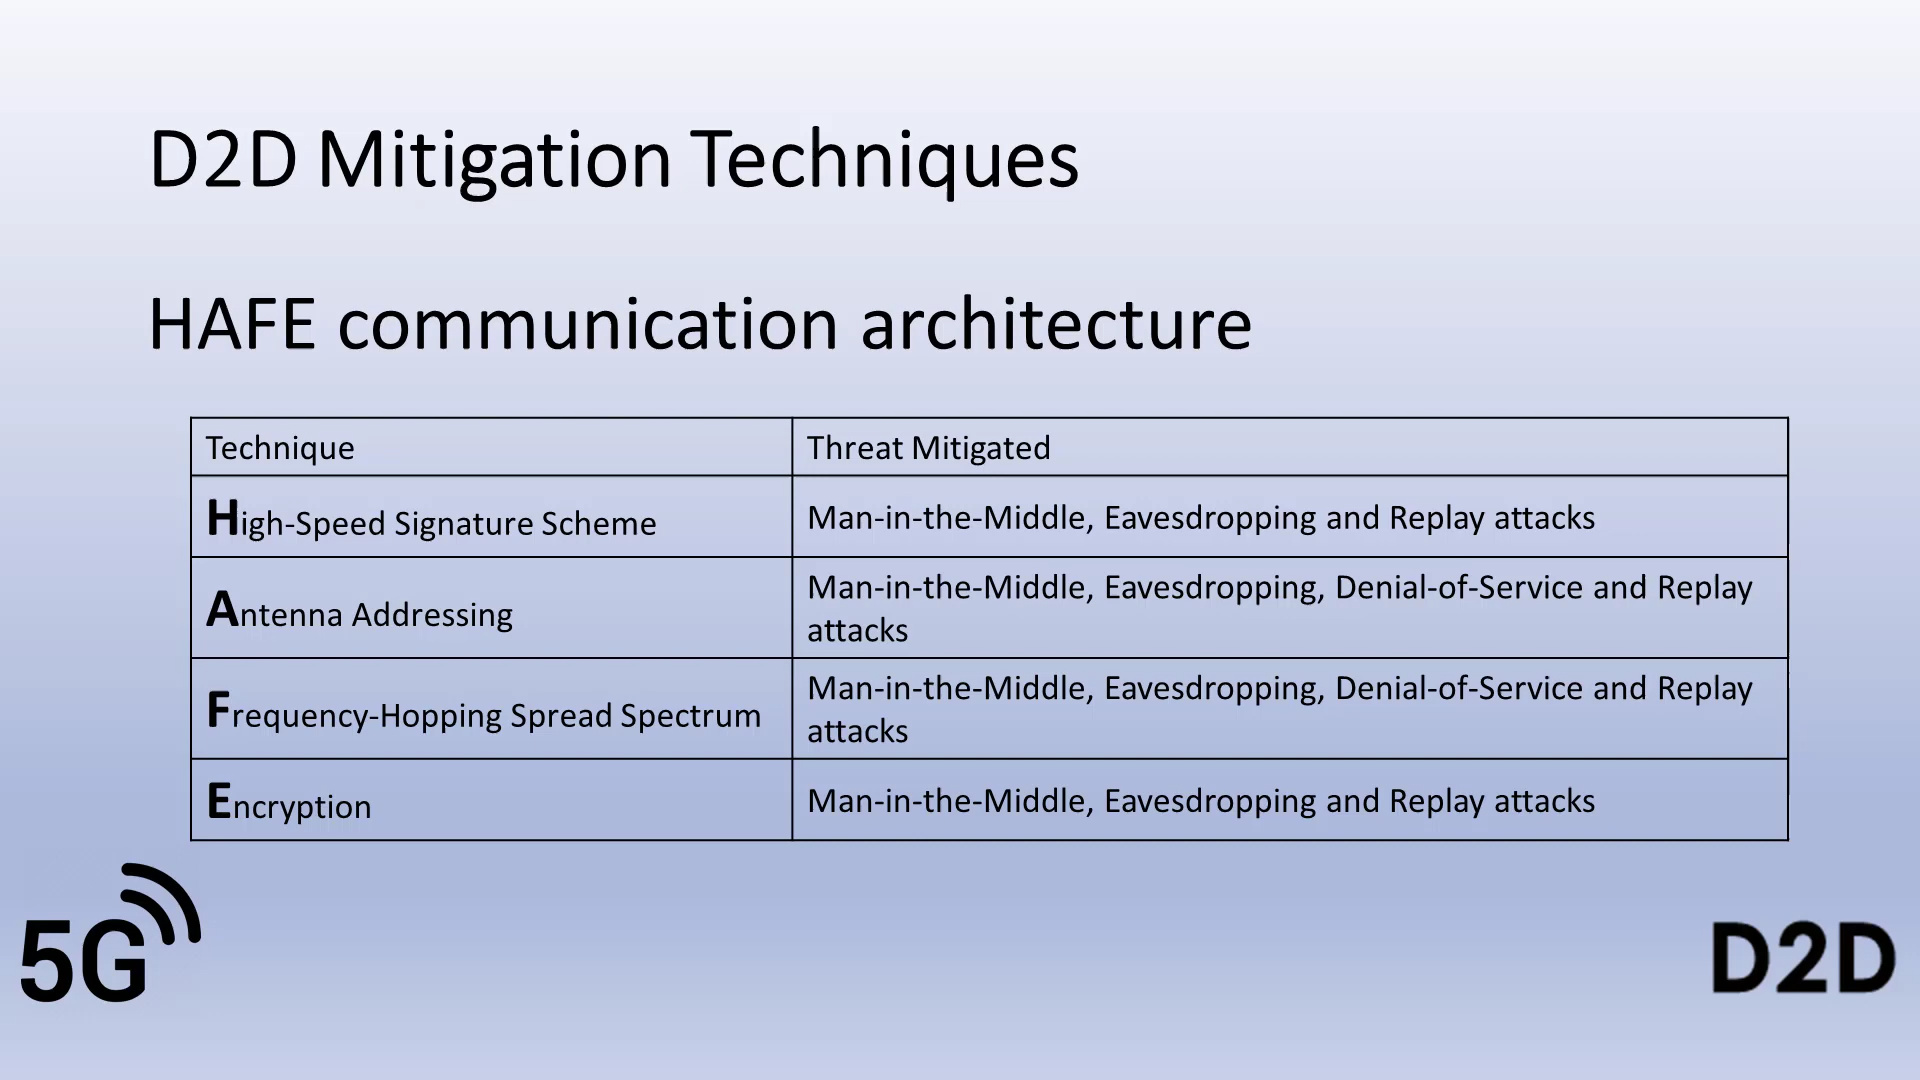 D2D Mitigation Techniques
HAFE communication architecture
Technique
Threat Mitigated
High-Speed Signature Scheme
Man-in-the-Middle, Eavesdropping and Replay attacks
Antenna Addressing
Man-in-the-Middle, Eavesdropping, Denial-of-Service and Replay
attacks
Frequency-Hopping Spread Spectrum
Man-in-the-Middle, Eavesdropping, Denial-of-Service and Replay
attacks
Encryption
Man-in-the-Middle, Eavesdropping and Replay attacks
5G
D2D